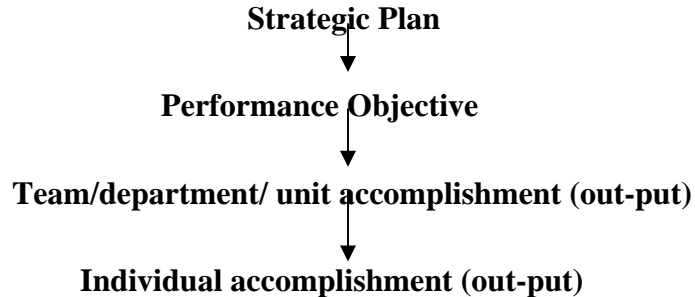 Strategic Plan
Performance Objective
Team/department/ unit accomplishment (out-put)
Individual accomplishment (out-put)